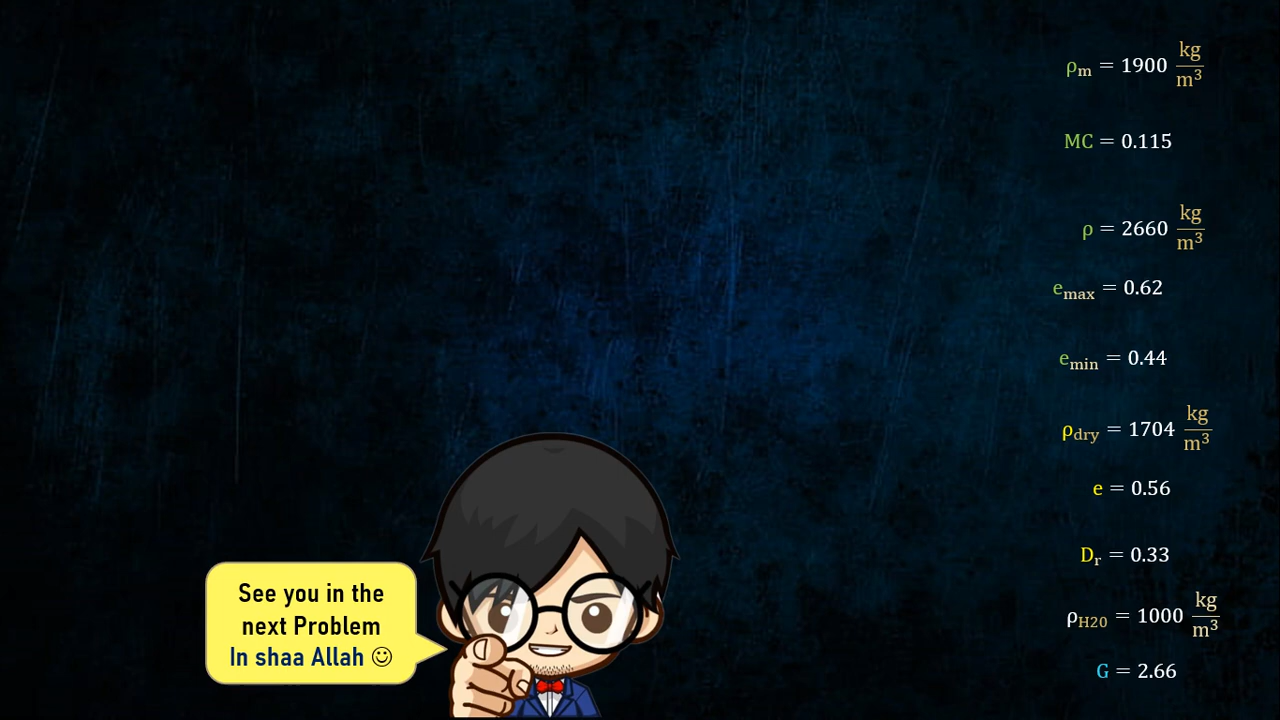 ρm = 1900 kg/m³
MC = 0.115
ρ = 2660 kg/m³
emax = 0.62
emin = 0.44
ρdry = 1704 kg/m³
e = 0.56
Dr = 0.33
ρH20 = 1000 kg/m³
G = 2.66
See you in the
next Problem
In shaa Allah ☺